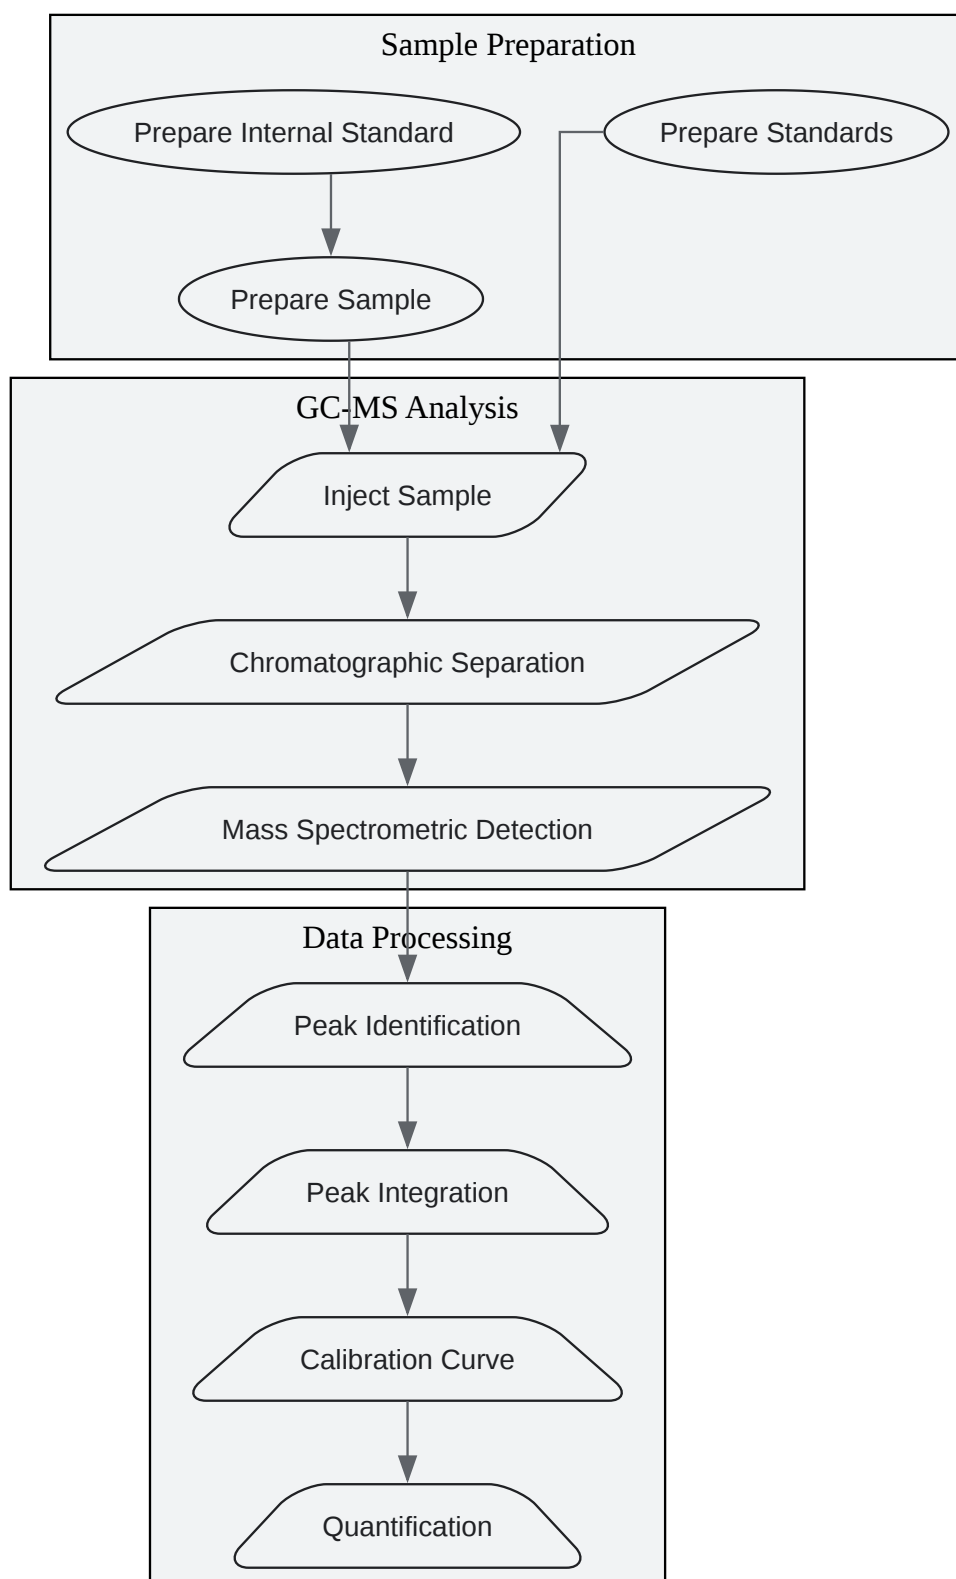 Sample Preparation
Prepare Internal Standard
Prepare Standards
Prepare Sample
GC-MS Analysis
Inject Sample
Chromatographic Separation
Mass Spectrometric Detection
Data Processing
Peak Identification
Peak Integration
Calibration Curve
Quantification